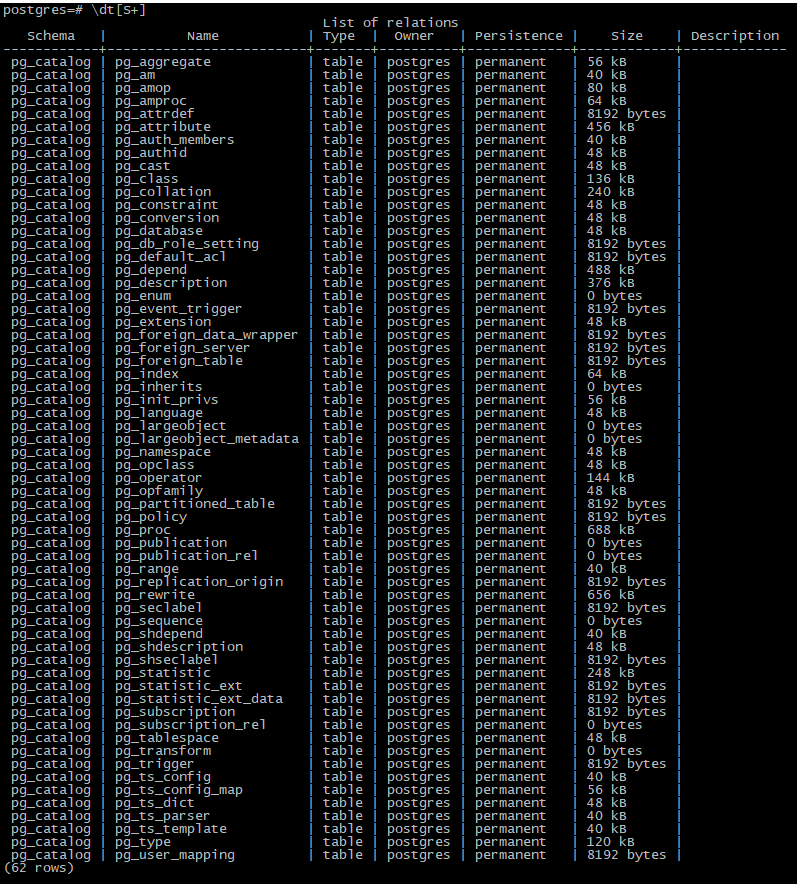 postgres=# \dt[S+]
List of relations
Schema | Name | Type | Owner | Persistence | Size | Description
------------+-------------------------+-------+----------+-------------+------------+-------------
pg_catalog | pg_aggregate | table | postgres | permanent | 56 kB |
pg_catalog | pg_am | table | postgres | permanent | 40 kB |
pg_catalog | pg_amop | table | postgres | permanent | 80 kB |
pg_catalog | pg_amproc | table | postgres | permanent | 64 kB |
pg_catalog | pg_attrdef | table | postgres | permanent | 8192 bytes |
pg_catalog | pg_attribute | table | postgres | permanent | 456 kB |
pg_catalog | pg_auth_members | table | postgres | permanent | 40 kB |
pg_catalog | pg_authid | table | postgres | permanent | 48 kB |
pg_catalog | pg_cast | table | postgres | permanent | 48 kB |
pg_catalog | pg_class | table | postgres | permanent | 136 kB |
pg_catalog | pg_collation | table | postgres | permanent | 240 kB |
pg_catalog | pg_constraint | table | postgres | permanent | 48 kB |
pg_catalog | pg_conversion | table | postgres | permanent | 48 kB |
pg_catalog | pg_database | table | postgres | permanent | 48 kB |
pg_catalog | pg_db_role_setting | table | postgres | permanent | 8192 bytes |
pg_catalog | pg_default_acl | table | postgres | permanent | 8192 bytes |
pg_catalog | pg_depend | table | postgres | permanent | 488 kB |
pg_catalog | pg_description | table | postgres | permanent | 376 kB |
pg_catalog | pg_enum | table | postgres | permanent | 0 bytes |
pg_catalog | pg_event_trigger | table | postgres | permanent | 8192 bytes |
pg_catalog | pg_extension | table | postgres | permanent | 48 kB |
pg_catalog | pg_foreign_data_wrapper | table | postgres | permanent | 8192 bytes |
pg_catalog | pg_foreign_server | table | postgres | permanent | 8192 bytes |
pg_catalog | pg_foreign_table | table | postgres | permanent | 8192 bytes |
pg_catalog | pg_index | table | postgres | permanent | 64 kB |
pg_catalog | pg_inherits | table | postgres | permanent | 0 bytes |
pg_catalog | pg_init_privs | table | postgres | permanent | 56 kB |
pg_catalog | pg_language | table | postgres | permanent | 48 kB |
pg_catalog | pg_largeobject | table | postgres | permanent | 0 bytes |
pg_catalog | pg_largeobject_metadata | table | postgres | permanent | 0 bytes |
pg_catalog | pg_namespace | table | postgres | permanent | 48 kB |
pg_catalog | pg_opclass | table | postgres | permanent | 48 kB |
pg_catalog | pg_operator | table | postgres | permanent | 144 kB |
pg_catalog | pg_opfamily | table | postgres | permanent | 48 kB |
pg_catalog | pg_partitioned_table | table | postgres | permanent | 8192 bytes |
pg_catalog | pg_policy | table | postgres | permanent | 8192 bytes |
pg_catalog | pg_proc | table | postgres | permanent | 688 kB |
pg_catalog | pg_publication | table | postgres | permanent | 0 bytes |
pg_catalog | pg_publication_rel | table | postgres | permanent | 0 bytes |
pg_catalog | pg_range | table | postgres | permanent | 40 kB |
pg_catalog | pg_replication_origin | table | postgres | permanent | 8192 bytes |
pg_catalog | pg_rewrite | table | postgres | permanent | 656 kB |
pg_catalog | pg_seclabel | table | postgres | permanent | 8192 bytes |
pg_catalog | pg_sequence | table | postgres | permanent | 0 bytes |
pg_catalog | pg_shdepend | table | postgres | permanent | 40 kB |
pg_catalog | pg_shdescription | table | postgres | permanent | 48 kB |
pg_catalog | pg_shseclabel | table | postgres | permanent | 8192 bytes |
pg_catalog | pg_statistic | table | postgres | permanent | 248 kB |
pg_catalog | pg_statistic_ext | table | postgres | permanent | 8192 bytes |
pg_catalog | pg_statistic_ext_data | table | postgres | permanent | 8192 bytes |
pg_catalog | pg_subscription | table | postgres | permanent | 8192 bytes |
pg_catalog | pg_subscription_rel | table | postgres | permanent | 0 bytes |
pg_catalog | pg_tablespace | table | postgres | permanent | 48 kB |
pg_catalog | pg_transform | table | postgres | permanent | 0 bytes |
pg_catalog | pg_trigger | table | postgres | permanent | 8192 bytes |
pg_catalog | pg_ts_config | table | postgres | permanent | 40 kB |
pg_catalog | pg_ts_config_map | table | postgres | permanent | 56 kB |
pg_catalog | pg_ts_dict | table | postgres | permanent | 48 kB |
pg_catalog | pg_ts_parser | table | postgres | permanent | 40 kB |
pg_catalog | pg_ts_template | table | postgres | permanent | 40 kB |
pg_catalog | pg_type | table | postgres | permanent | 120 kB |
pg_catalog | pg_user_mapping | table | postgres | permanent | 8192 bytes |
(62 rows)